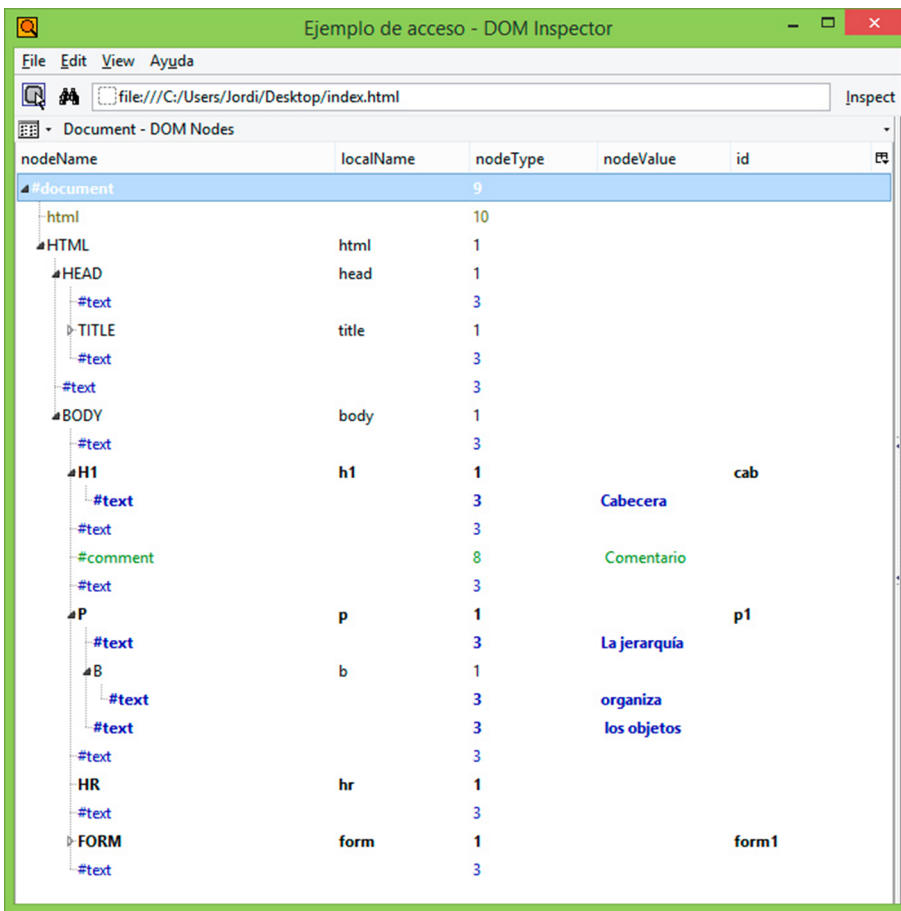 Ejemplo de acceso - DOM Inspector
File Edit View Ayuda
file:///C:/Users/Jordi/Desktop/index.html Inspect
Document - DOM Nodes
nodeName localName nodeType nodeValue id
#document 9
html 10
HTML html 1
HEAD head 1
#text 3
TITLE title 1
#text 3
#text 3
BODY body 1
#text 3
H1 h1 1 cab
#text 3 Cabecera
#text 3
#comment 8 Comentario
#text 3
P p 1 p1
#text 3 La jerarquía
B b 1
#text 3 organiza
#text 3 los objetos
#text 3
HR hr 1
#text 3
FORM form 1 form1
#text 3